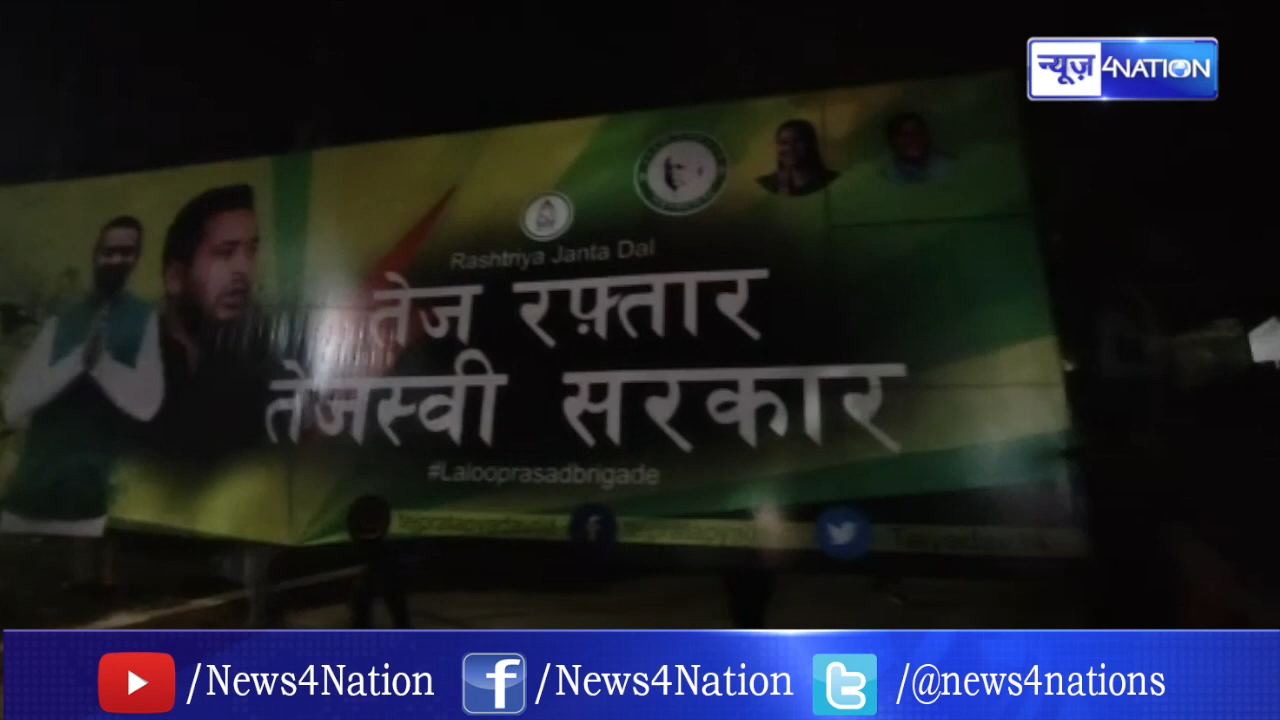 न्यूज़ 4NATION
Rashtriya Janta Dal
तेज रफ़्तार
तेजस्वी सरकार
#Lalooprasadbrigade
/News4Nation /News4Nation /@news4nations